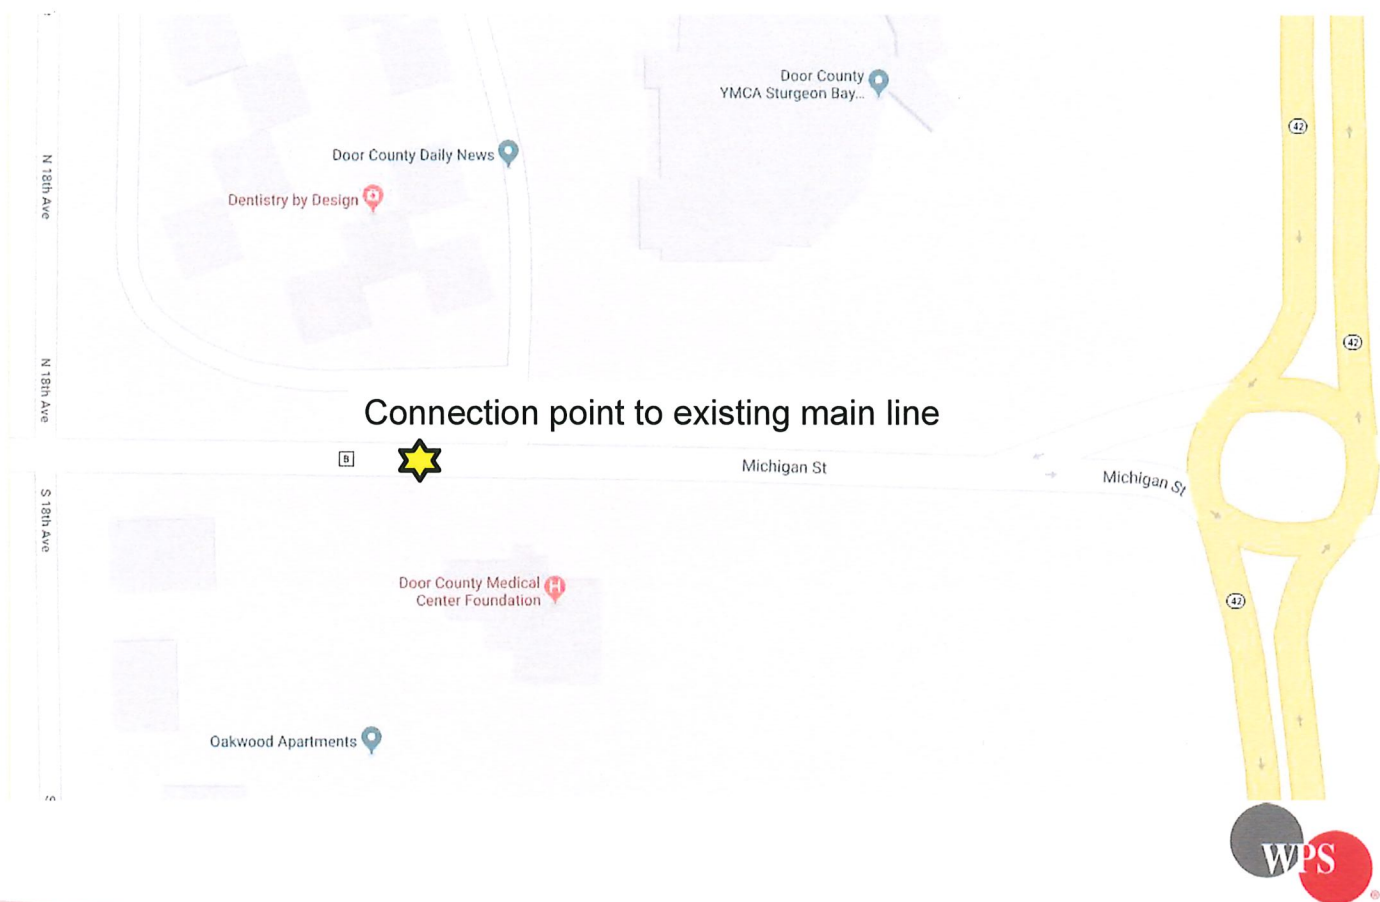 Door County
YMCA Sturgeon Bay...
42
Door County Daily News
N 18th Ave
Dentistry by Design
42
N 18th Ave
Connection point to existing main line
B
Michigan St
Michigan St
S 18th Ave
Door County Medical
Center Foundation
42
Oakwood Apartments
WPS
®